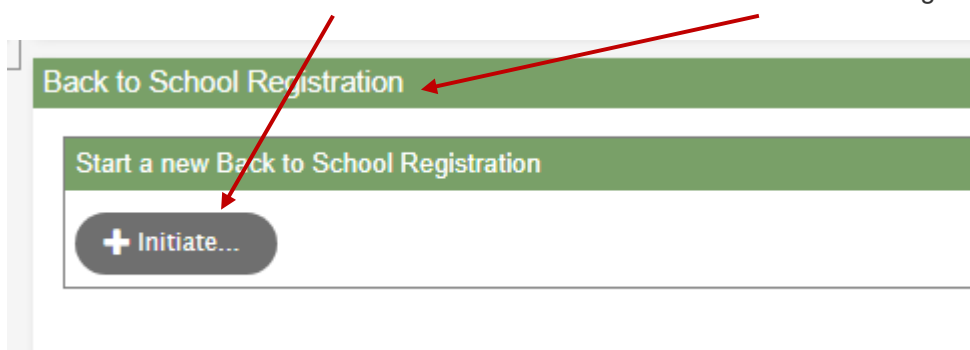 Back to School Registration
Start a new Back to School Registration
+ Initiate...